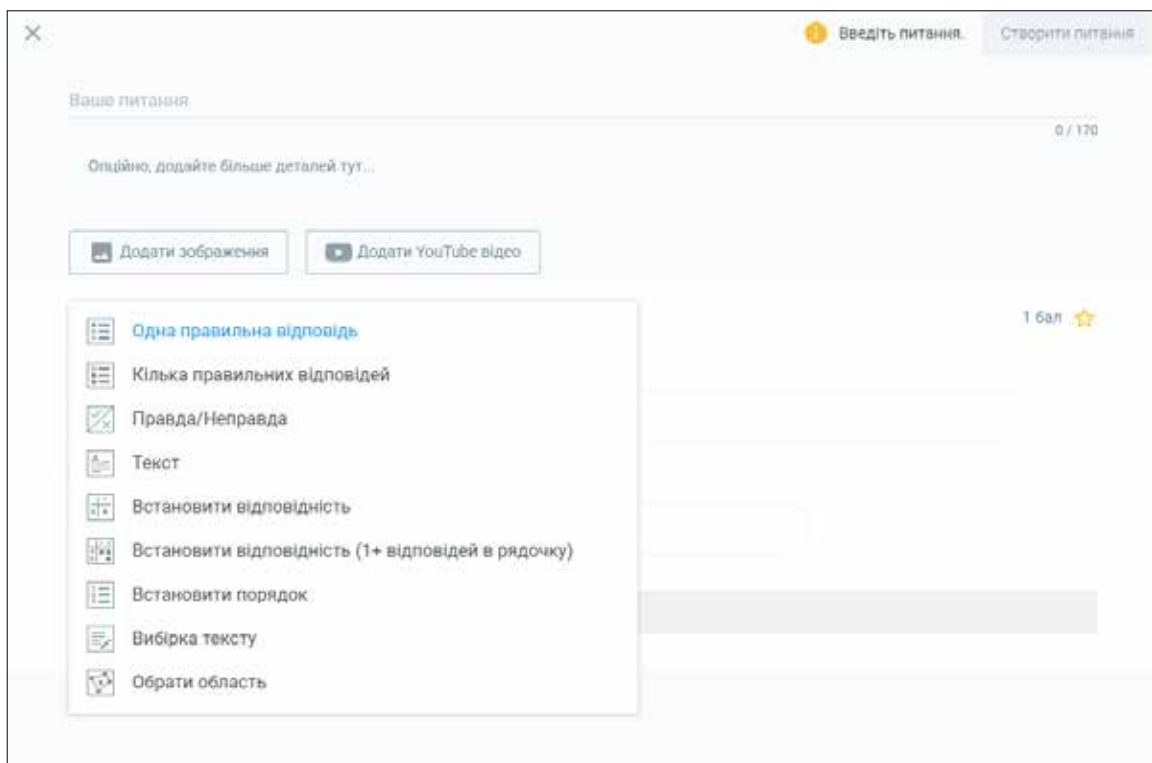 Введіть питання.
Створити питання
Ваше питання
0 / 170
Опційно, додайте більше деталей тут...
Додати зображення
Додати YouTube відео
1 бал
Одна правильна відповідь
Кілька правильних відповідей
Правда/Неправда
Текст
Встановити відповідність
Встановити відповідність (1+ відповідей в рядочку)
Встановити порядок
Вибірка тексту
Обрати область